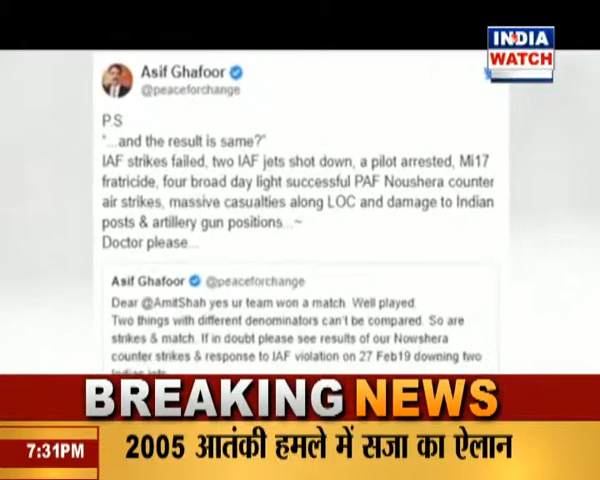 INDIA
WATCH
Asif Ghafoor
@peaceforchange
P.S
"...and the result is same?"
IAF strikes failed, two IAF jets shot down, a pilot arrested, Mi17
fratricide, four broad day light successful PAF Noushera counter
air strikes, massive casualties along LOC and damage to Indian
posts & artillery gun positions...~
Doctor please...
Asif Ghafoor @peaceforchange
Dear @AmitShah yes ur team won a match. Well played.
Two things with different denominators can't be compared. So are
strikes & match. If in doubt please see results of our Nowshera
counter strikes & response to IAF violation on 27 Feb19 downing two
BREAKING NEWS
7:31PM
2005 आतंकी हमले में सजा का ऐलान